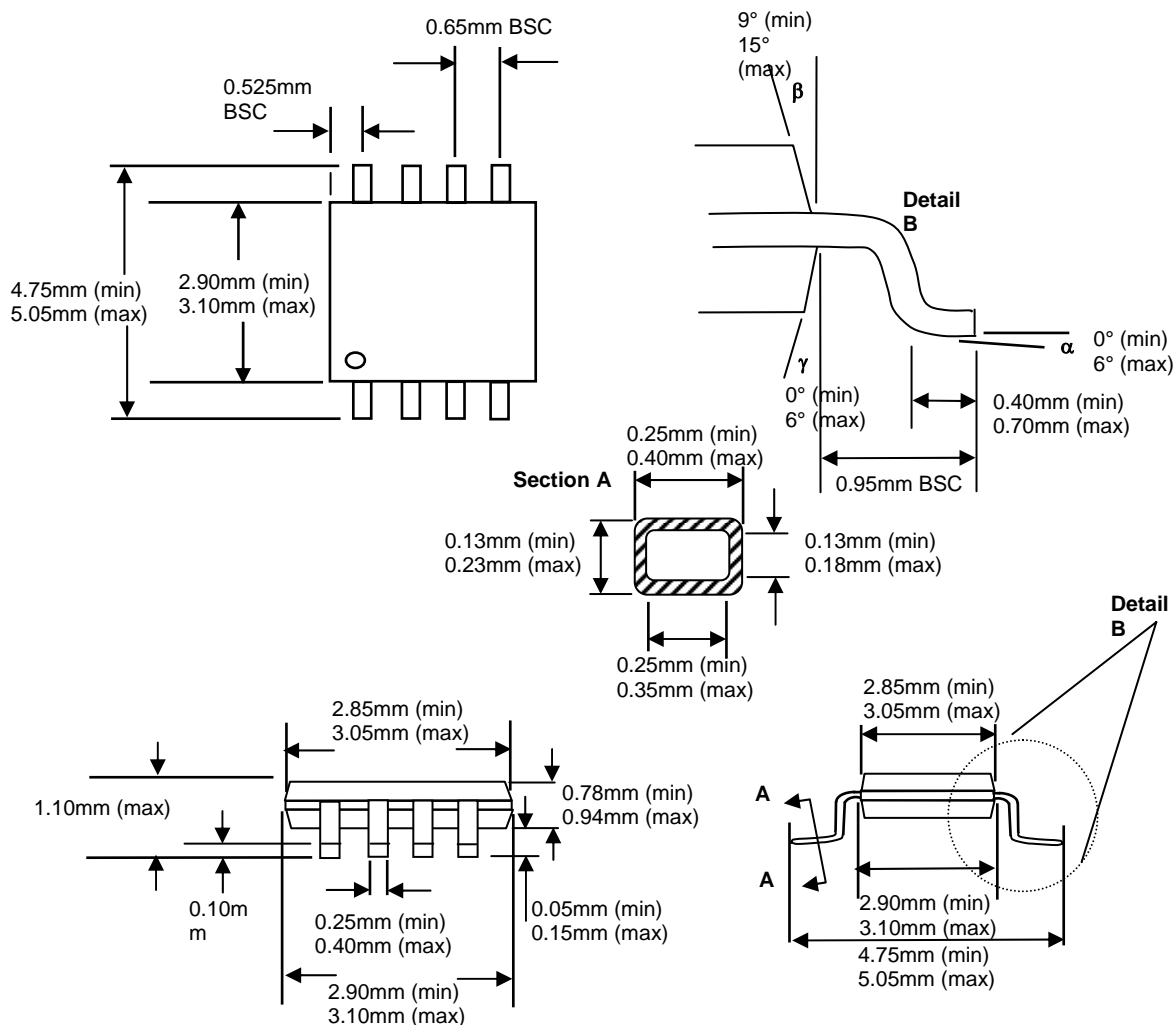 0.65mm BSC
0.525mm
BSC
4.75mm (min)
5.05mm (max)
2.90mm (min)
3.10mm (max)
9° (min)
15°
(max)
β
Detail
B
α
0° (min)
6° (max)
γ
0° (min)
6° (max)
0.40mm (min)
0.70mm (max)
0.95mm BSC
Section A
0.25mm (min)
0.40mm (max)
0.13mm (min)
0.23mm (max)
0.13mm (min)
0.18mm (max)
0.25mm (min)
0.35mm (max)
2.85mm (min)
3.05mm (max)
1.10mm (max)
0.78mm (min)
0.94mm (max)
0.10m
m
0.25mm (min)
0.40mm (max)
0.05mm (min)
0.15mm (max)
2.90mm (min)
3.10mm (max)
Detail
B
2.85mm (min)
3.05mm (max)
A
A
2.90mm (min)
3.10mm (max)
4.75mm (min)
5.05mm (max)